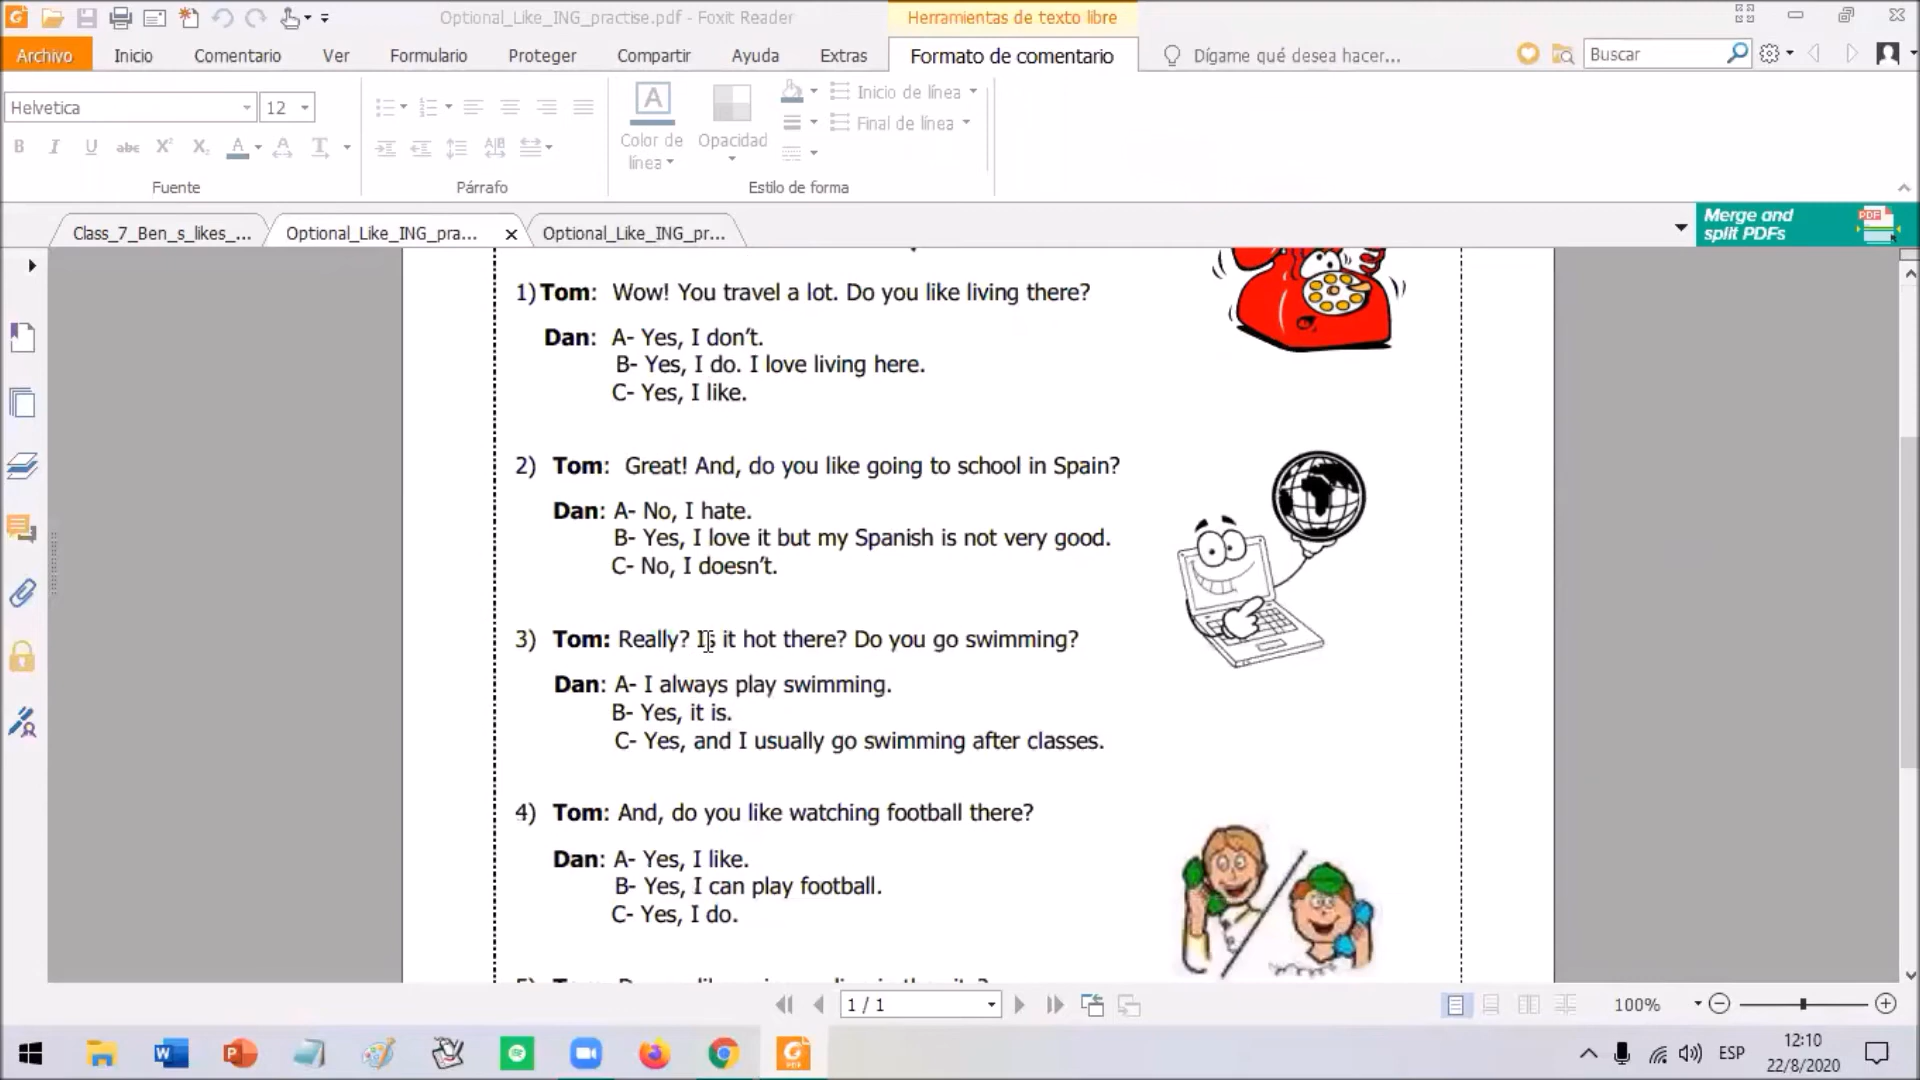 Optional_Like_ING_practise.pdf - Foxit Reader
Herramientas de texto libre
Archivo Inicio Comentario Ver Formulario Proteger Compartir Ayuda Extras Formato de comentario Dígame qué desea hacer... Buscar
Helvetica 12
Inicio de línea
Final de línea
Color de línea
Opacidad
Fuente Párrafo Estilo de forma
Class_7_Ben_s_likes_... Optional_Like_ING_pra... Optional_Like_ING_pr...
Merge and
split PDFs
1) Tom: Wow! You travel a lot. Do you like living there?
Dan: A- Yes, I don't.
B- Yes, I do. I love living here.
C- Yes, I like.
2) Tom: Great! And, do you like going to school in Spain?
Dan: A- No, I hate.
B- Yes, I love it but my Spanish is not very good.
C- No, I doesn't.
3) Tom: Really? Is it hot there? Do you go swimming?
Dan: A- I always play swimming.
B- Yes, it is.
C- Yes, and I usually go swimming after classes.
4) Tom: And, do you like watching football there?
Dan: A- Yes, I like.
B- Yes, I can play football.
C- Yes, I do.
1 / 1
100%
ESP
12:10
22/8/2020